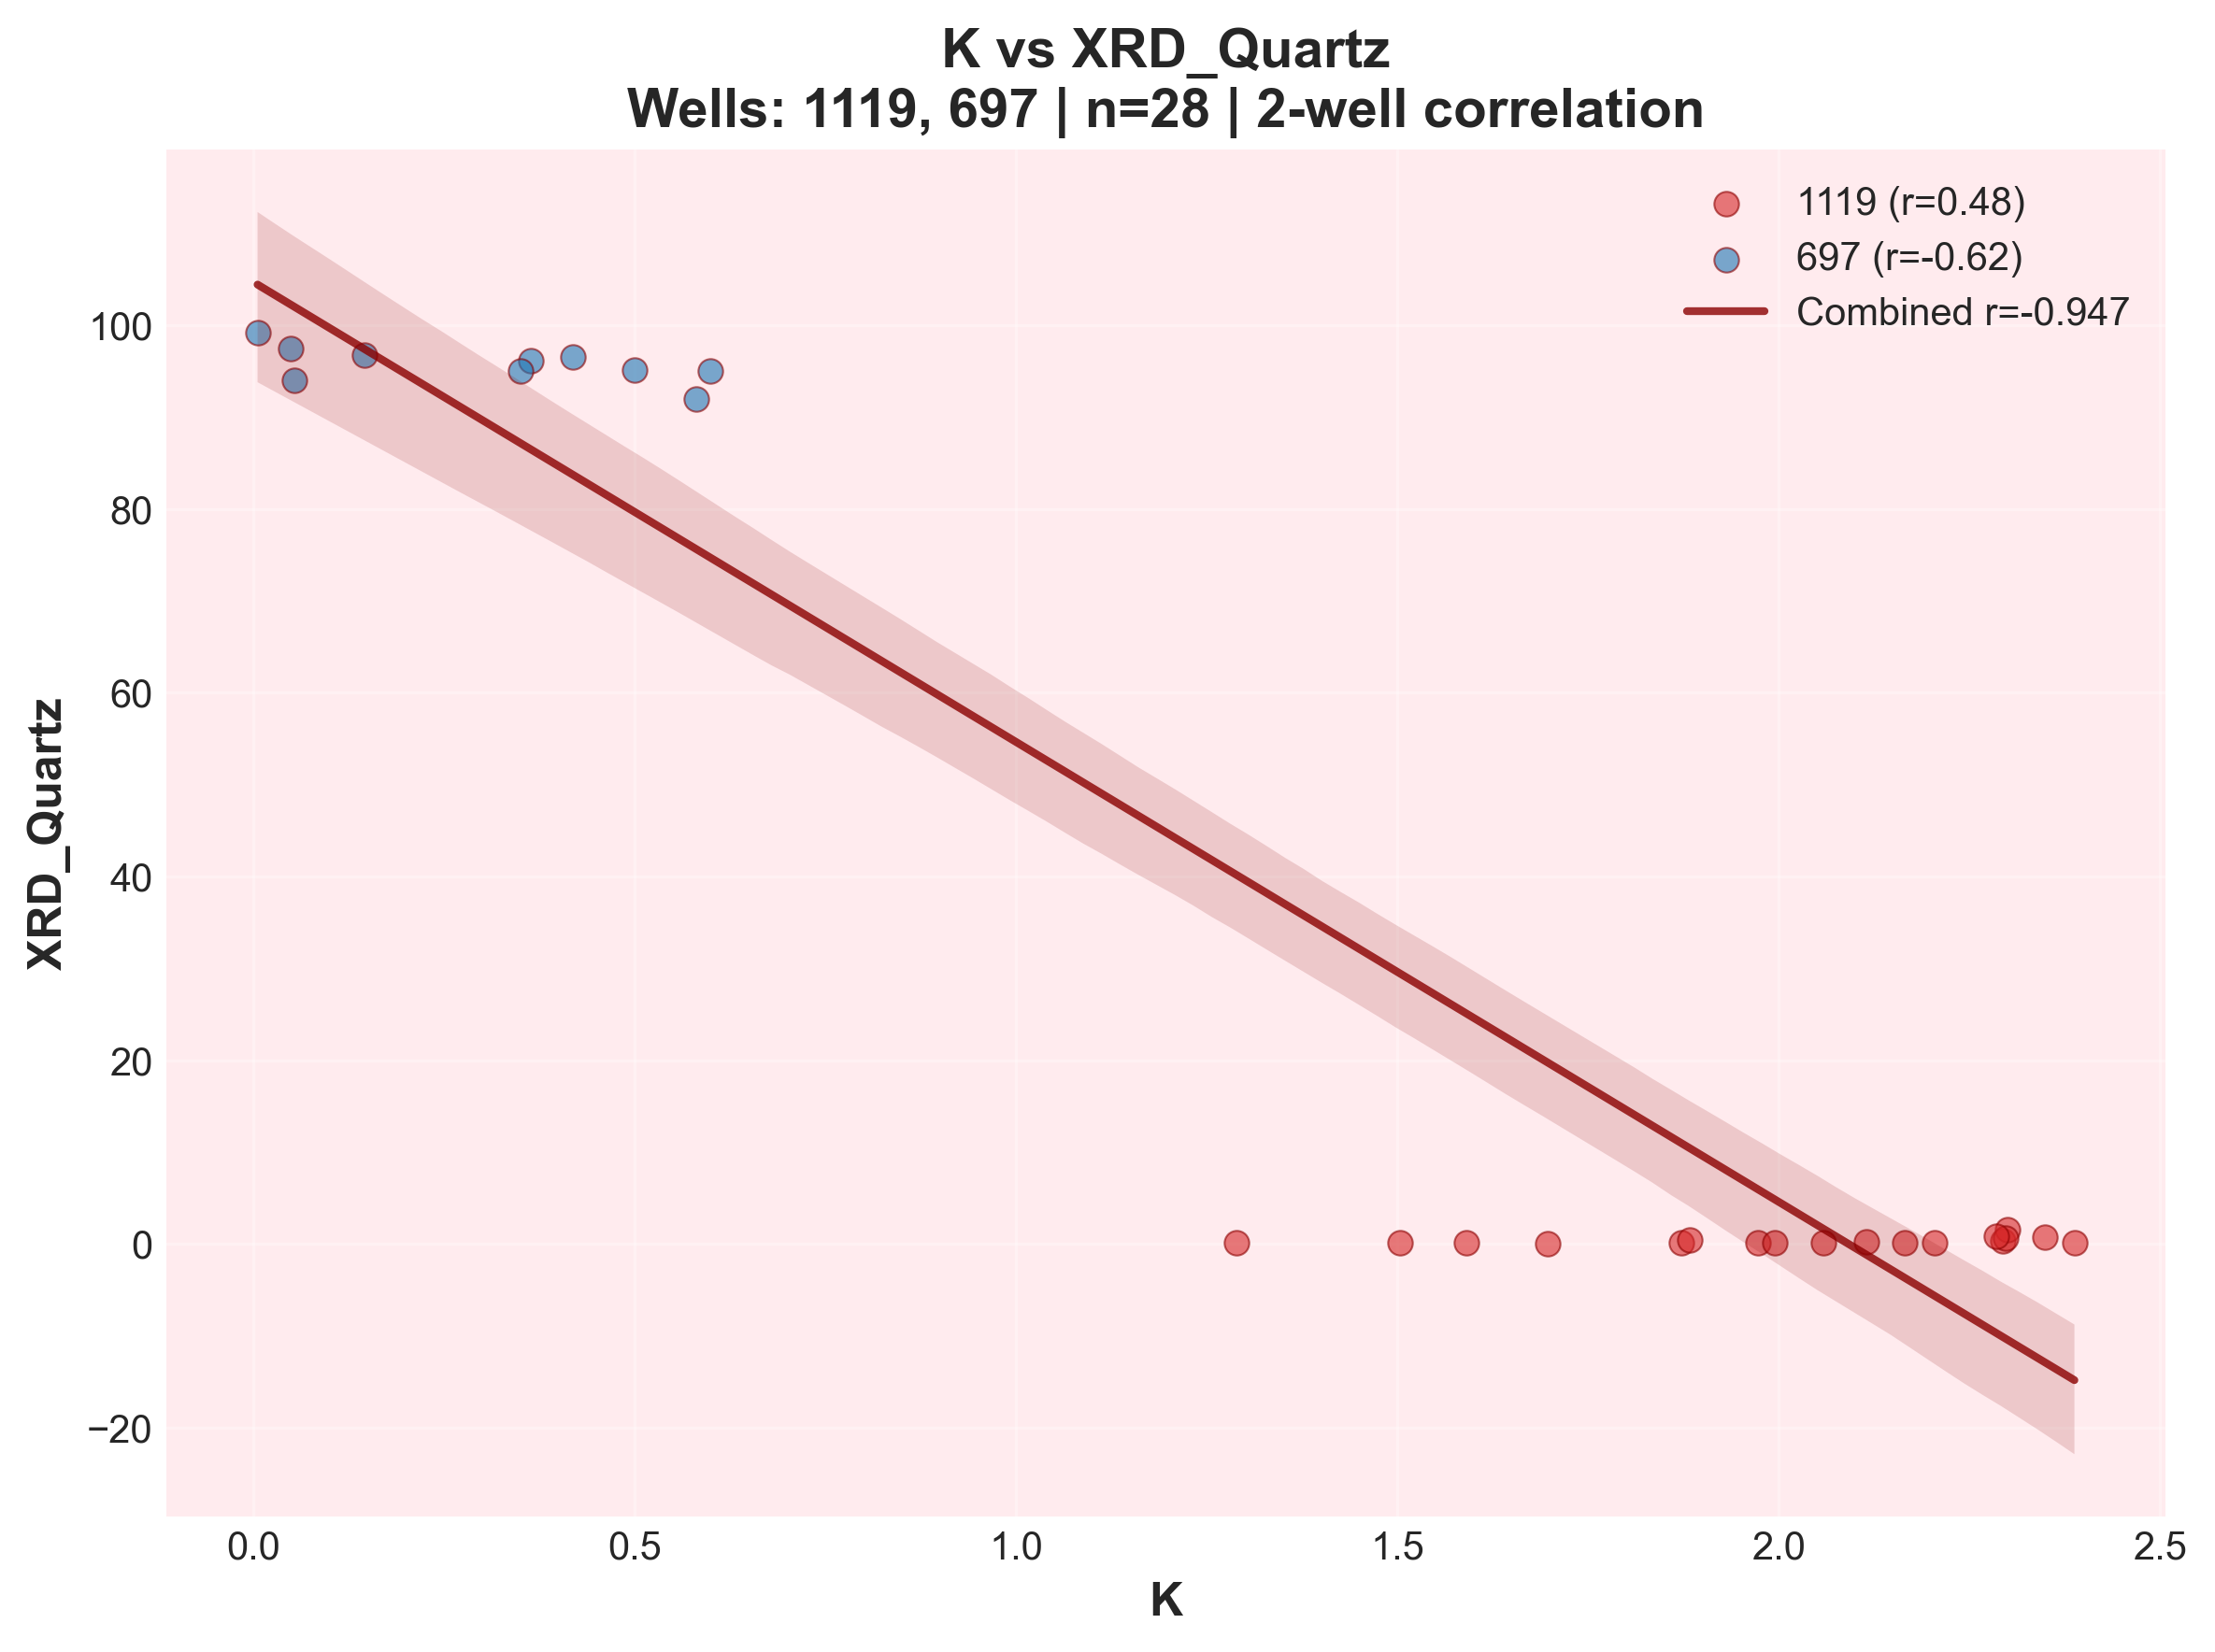 K vs XRD_Quartz
Wells: 1119, 697 | n=28 | 2-well correlation
1119 (r=0.48)
697 (r=-0.62)
Combined r=-0.947
XRD_Quartz
100
80
60
40
20
0
−20
0.0 0.5 1.0 1.5 2.0 2.5
K